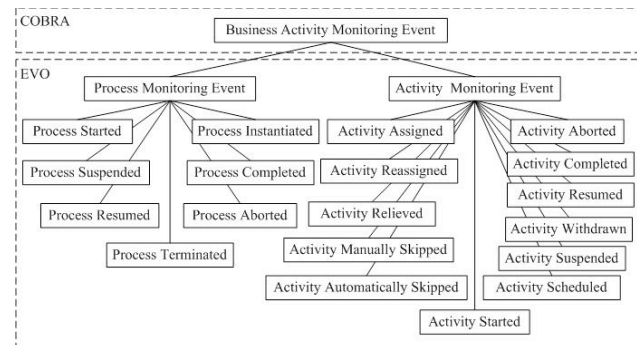 COBRA
Business Activity Monitoring Event
EVO
Process Monitoring Event
Activity Monitoring Event
Process Started
Process Instantiated
Process Suspended
Process Completed
Process Resumed
Process Aborted
Process Terminated
Activity Assigned
Activity Aborted
Activity Reassigned
Activity Completed
Activity Relieved
Activity Resumed
Activity Manually Skipped
Activity Withdrawn
Activity Automatically Skipped
Activity Suspended
Activity Scheduled
Activity Started